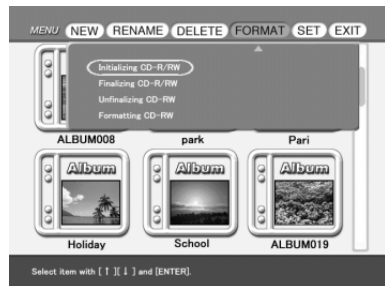 MENU NEW RENAME DELETE FORMAT SET EXIT
Initializing CD-R/RW
Finalizing CD-R/RW
Unfinalizing CD-RW
Formatting CD-RW
ALBUM008 park Pari
Album Album Album
Holiday School ALBUM019
Select item with [ ↑ ][ ↓ ] and [ENTER].